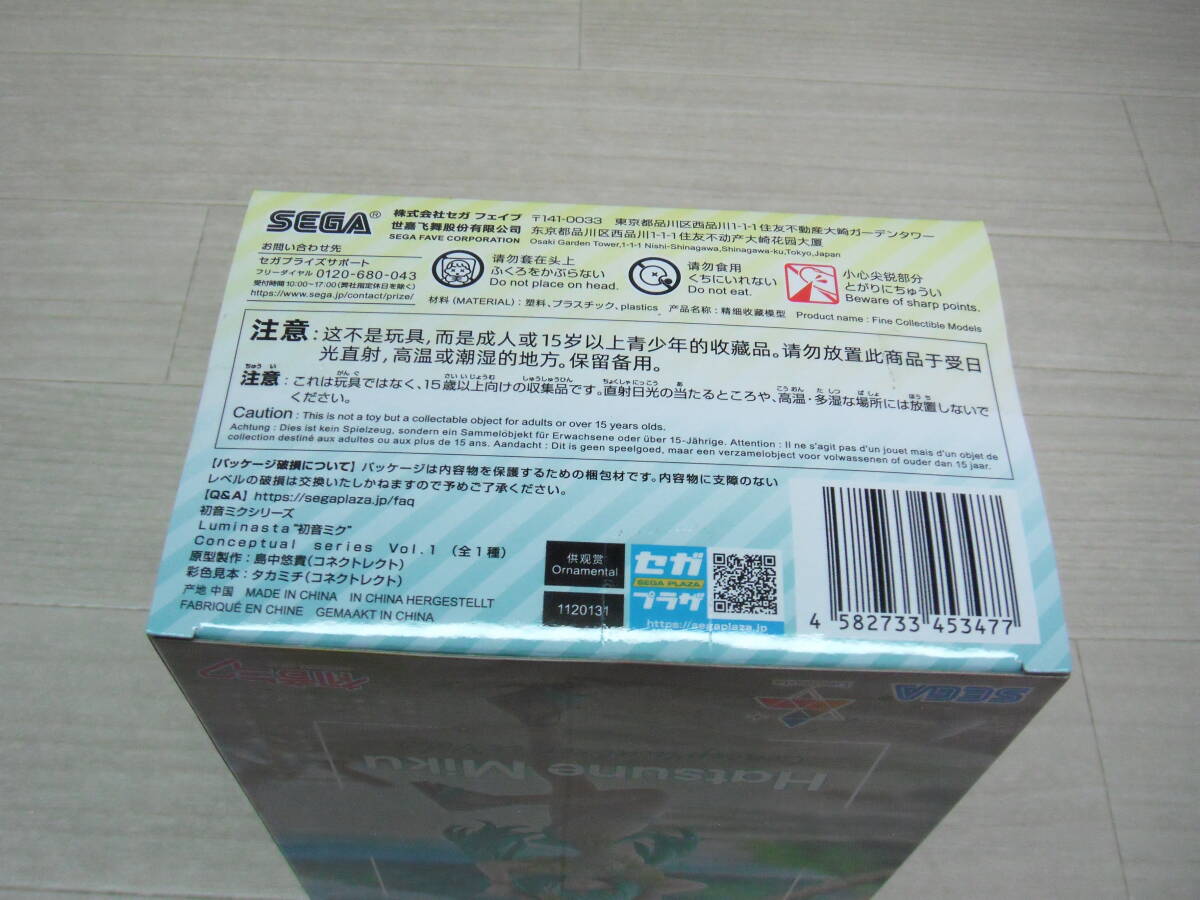 SEGA®
株式会社セガ フェイブ
世嘉飞舞股份有限公司
SEGA FAVE CORPORATION
〒141-0033 東京都品川区西品川1-1-1住友不動産大崎ガーデンタワー
东京都品川区西品川1-1-1住友不动产大崎花园大厦
Osaki Garden Tower,1-1-1 Nishi-Shinagawa,Shinagawa-ku,Tokyo,Japan
お問い合わせ先
セガプライズサポート
フリーダイヤル 0120-680-043
受付時間10:00~17:00(弊社指定休日を除く)
https://www.sega.jp/contact/prize/
请勿套在头上
ふくろをかぶらない
Do not place on head.
请勿食用
くちにいれない
Do not eat.
小心尖锐部分
とがりにちゅうい
Beware of sharp points.
材料(MATERIAL):塑料、プラスチック、plastics 产品名称:精细收藏模型 Product name : Fine Collectible Models
注意:这不是玩具,而是成人或15岁以上青少年的收藏品。请勿放置此商品于受日
光直射,高温或潮湿的地方。保留备用。
注意:これは玩具ではなく、15歳以上向けの収集品です。直射日光の当たるところや、高温・多湿な場所には放置しないで
ください。
Caution : This is not a toy but a collectable object for adults or over 15 years olds.
Achtung : Dies ist kein Spielzeug, sondern ein Sammelobjekt für Erwachsene oder über 15-Jährige. Attention : Il ne s'agit pas d'un jouet mais d'un objet de
collection destiné aux adultes ou aux plus de 15 ans. Aandacht : Dit is geen speelgoed, maar een verzamelobject voor volwassenen of ouder dan 15 jaar.
【パッケージ破損について】パッケージは内容物を保護するための梱包材です。内容物に支障のない
レベルの破損は交換いたしかねますので予めご了承ください。
【Q&A】https://segaplaza.jp/faq
初音ミクシリーズ
Luminasta"初音ミク"
Conceptual series Vol.1 (全1種)
原型製作:島中悠貴(コネクトレクト)
彩色見本:タカミチ(コネクトレクト)
产地 中国 MADE IN CHINA IN CHINA HERGESTELLT
FABRIQUÉ EN CHINE GEMAAKT IN CHINA
供观赏
Ornamental
1120131
セガ
SEGA PLAZA
プラザ
https://segaplaza.jp
4 582733 453477
初音ミク
SEGA
Hatsune Miku